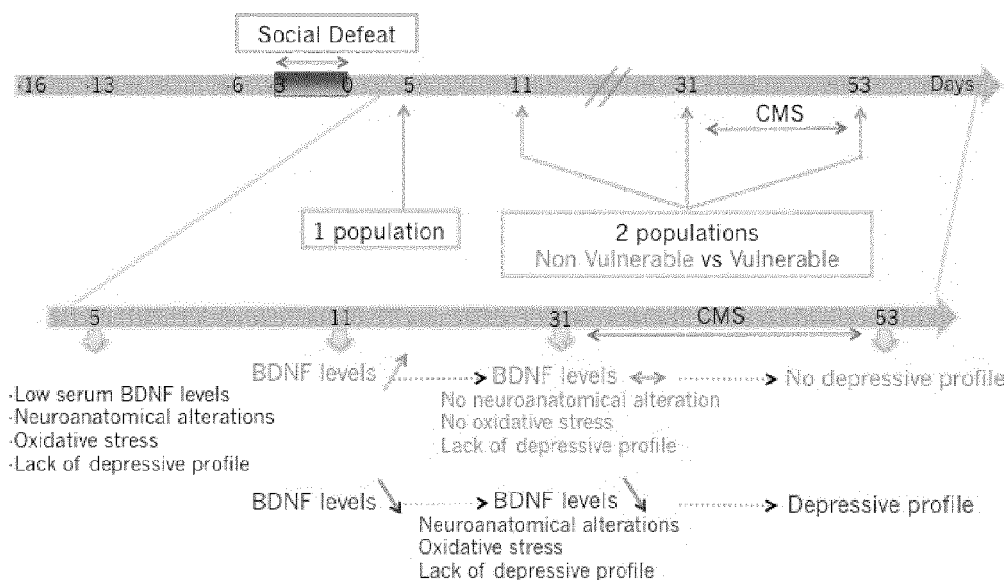 Social Defeat
-16 -13 -6 -3 0 5 11 31 53 Days
CMS
1 population
2 populations
Non Vulnerable vs Vulnerable
5 11 31 CMS 53
·Low serum BDNF levels
·Neuroanatomical alterations
·Oxidative stress
·Lack of depressive profile
BDNF levels
BDNF levels
No depressive profile
No neuroanatomical alteration
No oxidative stress
Lack of depressive profile
BDNF levels
BDNF levels
Depressive profile
Neuroanatomical alterations
Oxidative stress
Lack of depressive profile